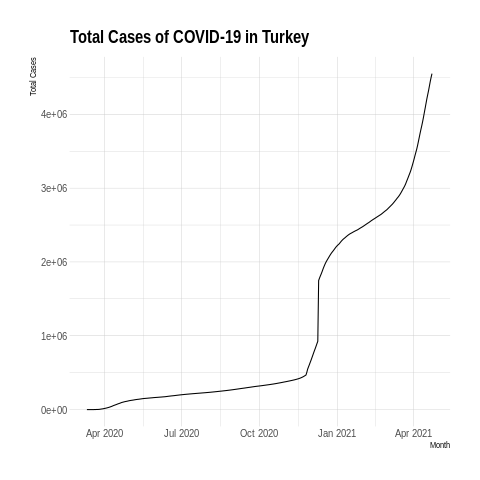 Total Cases of COVID-19 in Turkey
Total Cases
4e+06
3e+06
2e+06
1e+06
0e+00
Apr 2020 Jul 2020 Oct 2020 Jan 2021 Apr 2021
Month